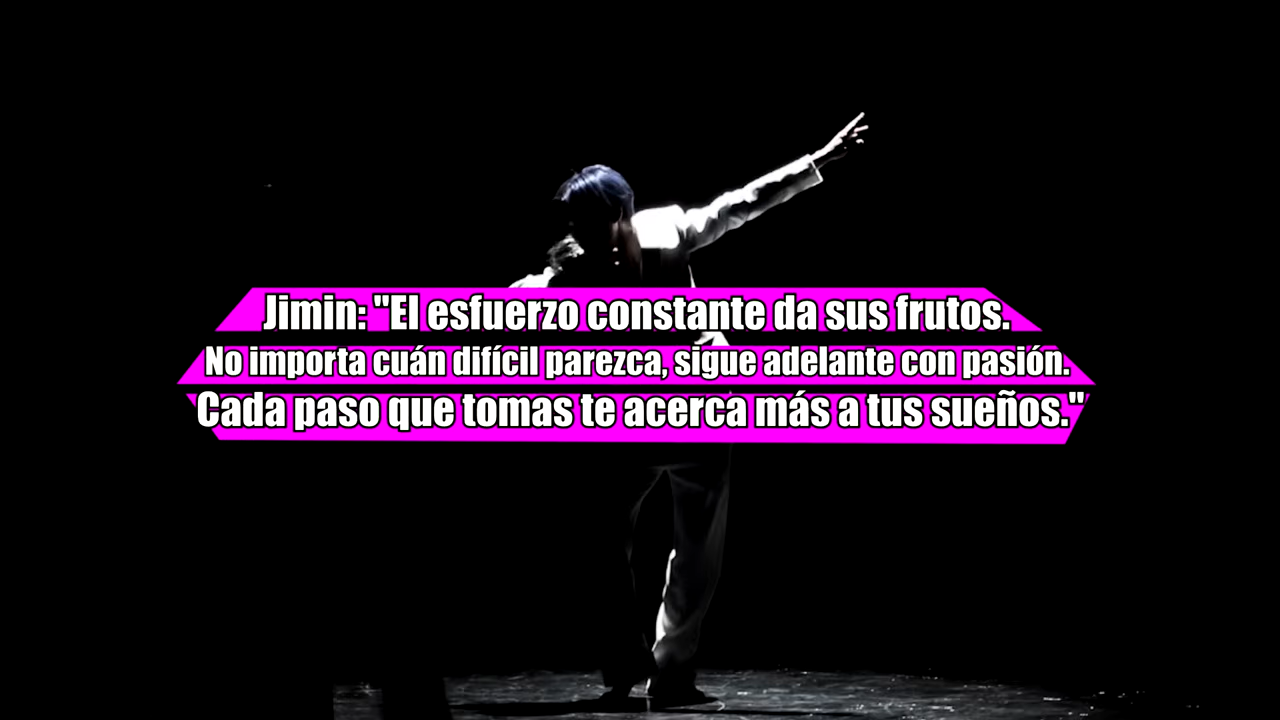 Jimin: "El esfuerzo constante da sus frutos.
No importa cuán difícil parezca, sigue adelante con pasión.
Cada paso que tomas te acerca más a tus sueños."